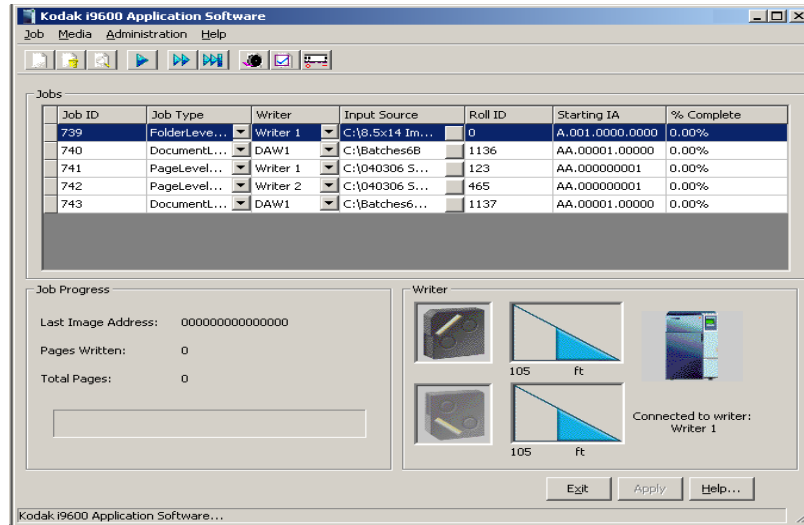 Kodak i9600 Application Software
Job Media Administration Help
Jobs
Job ID Job Type Writer Input Source Roll ID Starting IA % Complete
739 FolderLeve... Writer 1 C:\8.5x14 Im... 0 A.001.0000.0000 0.00%
740 DocumentL... DAW1 C:\Batches6B 1136 AA.00001.00000 0.00%
741 PageLevel... Writer 1 C:\040306 S... 123 AA.000000001 0.00%
742 PageLevel... Writer 2 C:\040306 S... 465 AA.000000001 0.00%
743 DocumentL... DAW1 C:\Batches6... 1137 AA.00001.00000 0.00%
Job Progress
Last Image Address: 000000000000000
Pages Written: 0
Total Pages: 0
Writer
105 ft
105 ft
Connected to writer:
Writer 1
Exit Apply Help...
Kodak i9600 Application Software...